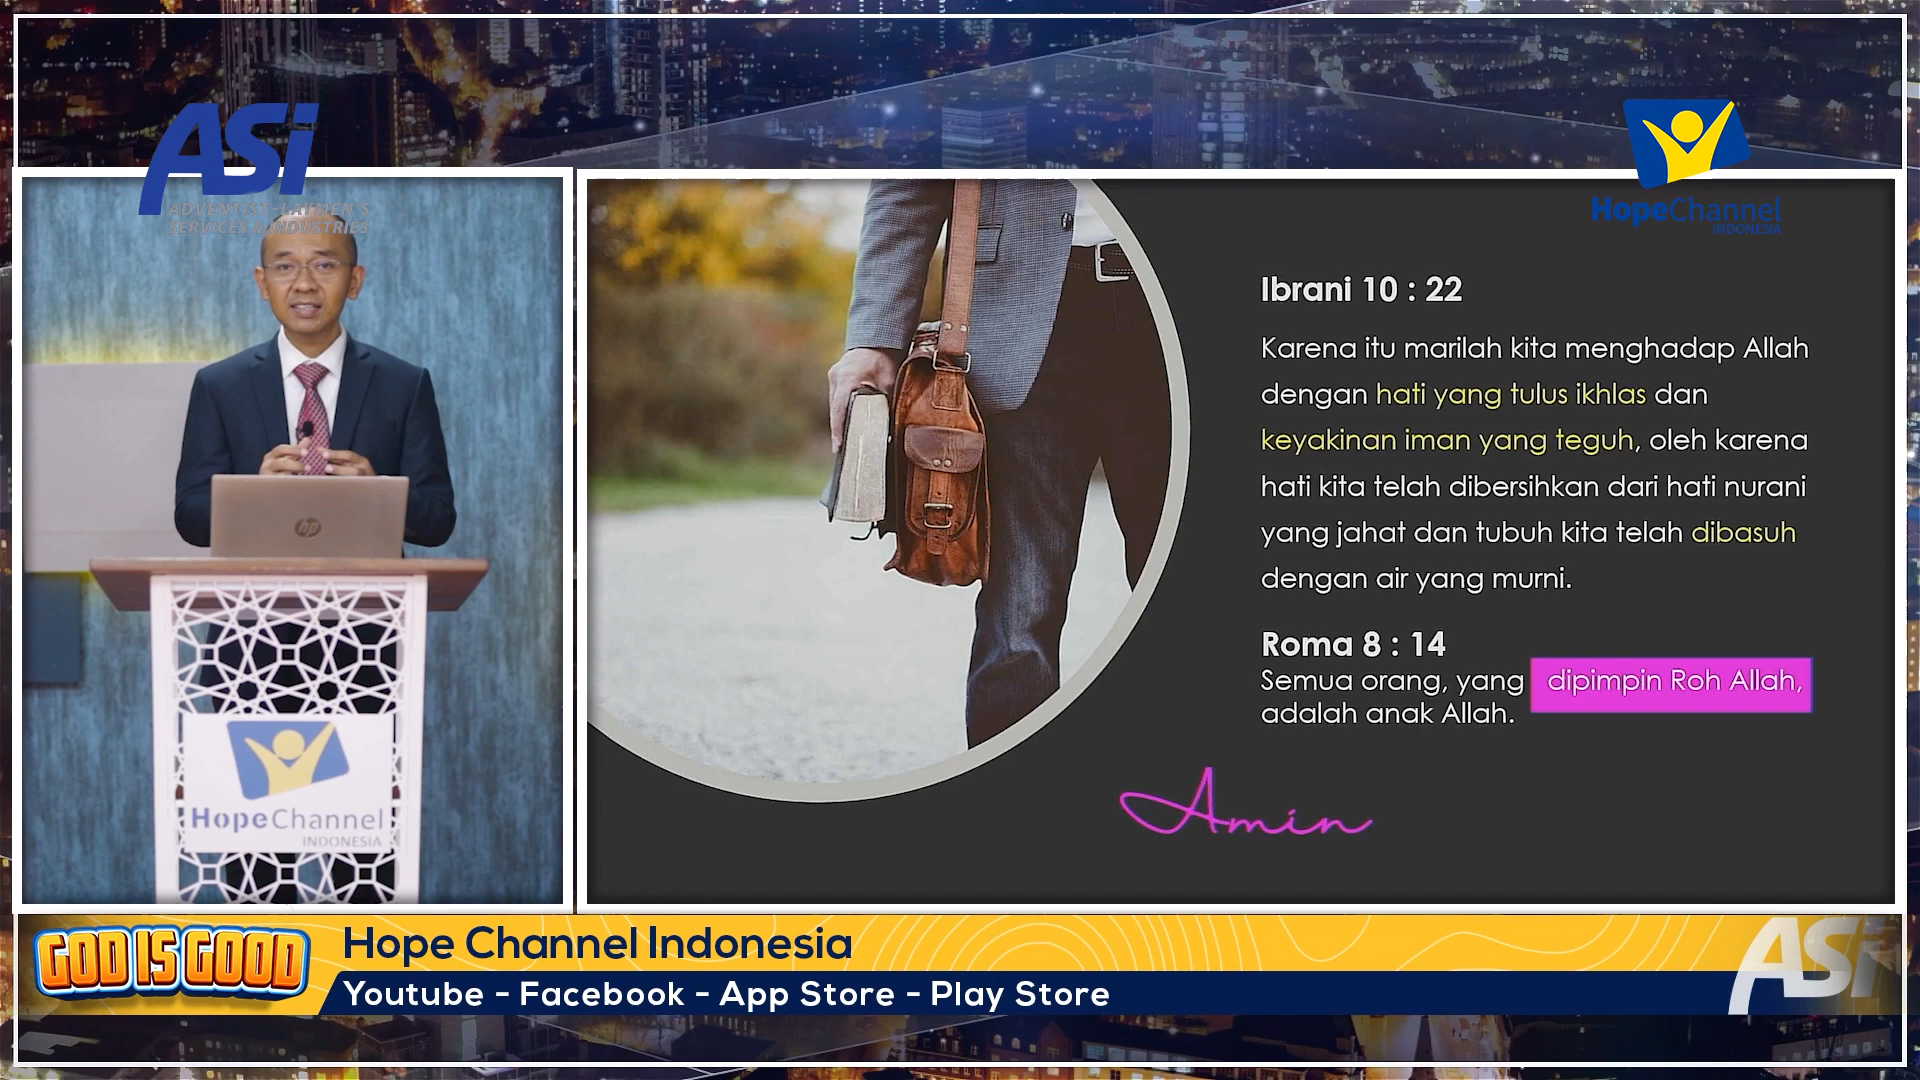 ASi
ADVENTIST-LAYMEN'S
SERVICES & INDUSTRIES
HopeChannel
INDONESIA
Ibrani 10 : 22
Karena itu marilah kita menghadap Allah
dengan hati yang tulus ikhlas dan
keyakinan iman yang teguh, oleh karena
hati kita telah dibersihkan dari hati nurani
yang jahat dan tubuh kita telah dibasuh
dengan air yang murni.
Roma 8 : 14
Semua orang, yang dipimpin Roh Allah,
adalah anak Allah.
Amin
hp
HopeChannel
INDONESIA
GOD IS GOOD
Hope Channel Indonesia
Youtube - Facebook - App Store - Play Store
ASi